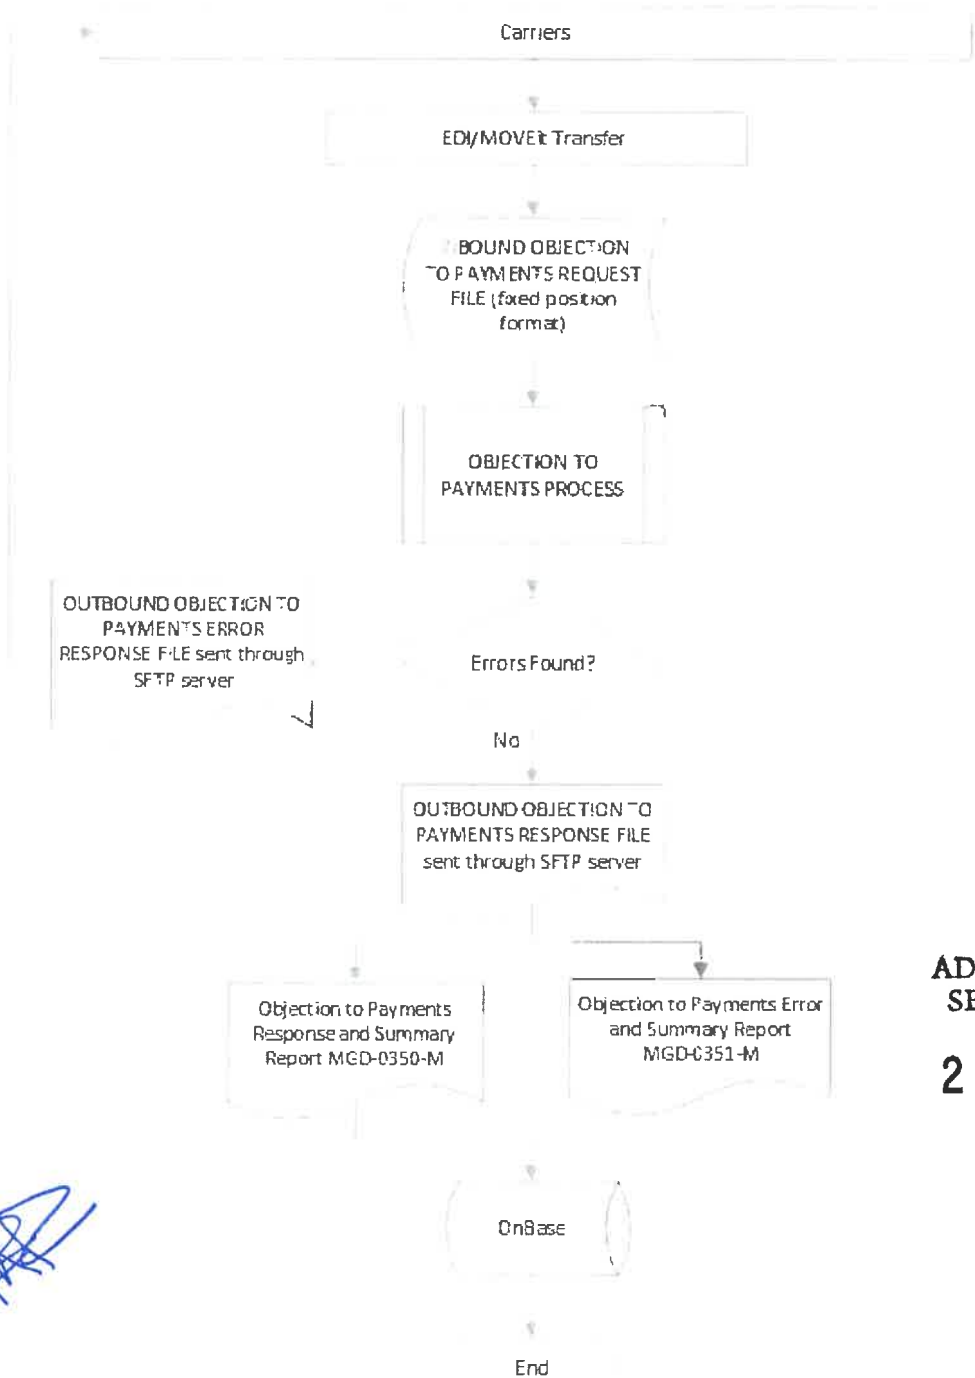 Carriers
EDI/MOVEit Transfer
BOUND OBJECTION
TO PAYMENTS REQUEST
FILE (fixed position
format)
OBJECTION TO
PAYMENTS PROCESS
OUTBOUND OBJECTION TO
PAYMENTS ERROR
RESPONSE FILE sent through
SFTP server
Errors Found?
No
OUTBOUND OBJECTION TO
PAYMENTS RESPONSE FILE
sent through SFTP server
Objection to Payments
Response and Summary
Report MGD-0350-M
Objection to Payments Error
and Summary Report
MGD-0351-M
AD
SE
2
OnBase
End